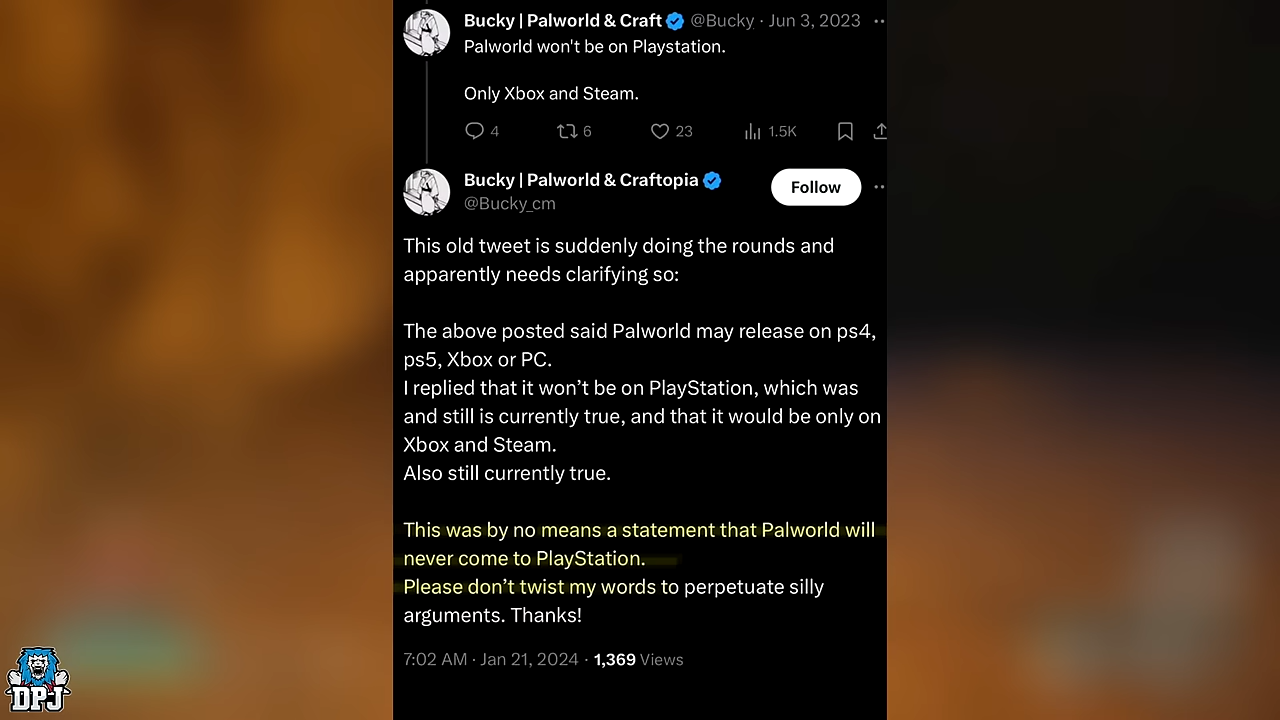 Bucky | Palworld & Craft @Bucky · Jun 3, 2023
Palworld won't be on Playstation.
Only Xbox and Steam.
4 6 23 1.5K
Bucky | Palworld & Craftopia
Follow
@Bucky_cm
This old tweet is suddenly doing the rounds and
apparently needs clarifying so:
The above posted said Palworld may release on ps4,
ps5, Xbox or PC.
I replied that it won’t be on PlayStation, which was
and still is currently true, and that it would be only on
Xbox and Steam.
Also still currently true.
This was by no means a statement that Palworld will
never come to PlayStation.
Please don’t twist my words to perpetuate silly
arguments. Thanks!
7:02 AM · Jan 21, 2024 · 1,369 Views
DPJ